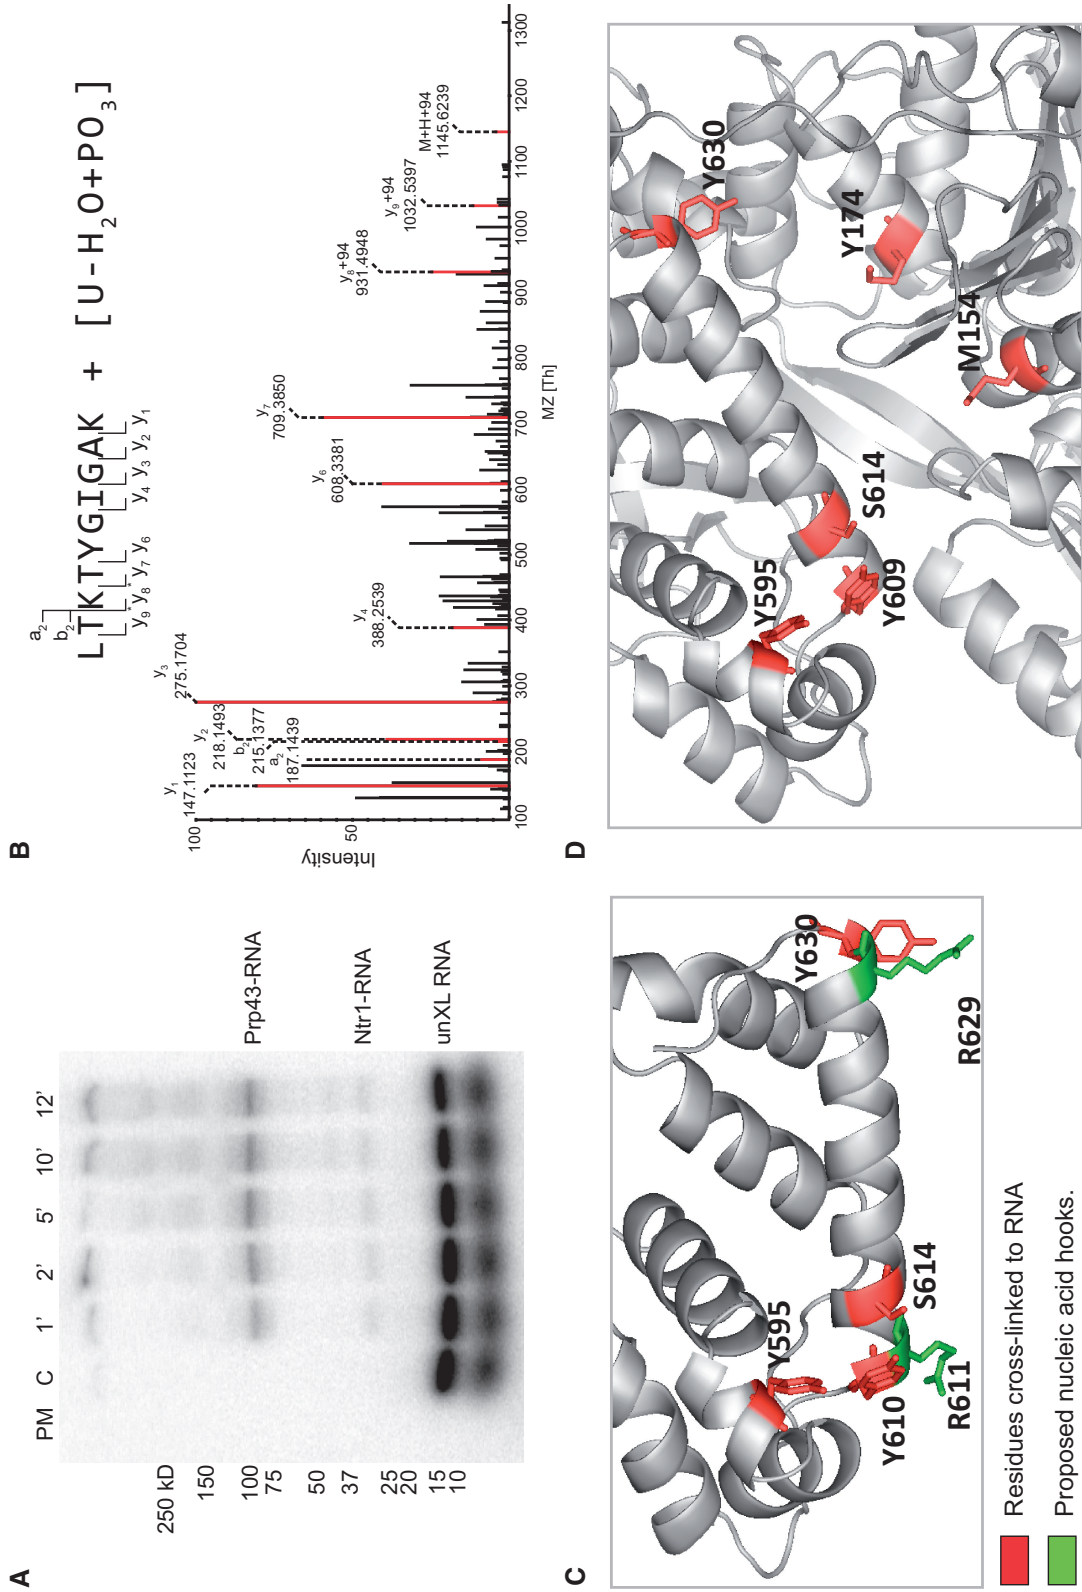 A
PM C 1' 2' 5' 10' 12'
250 kD
150
100
75
50
37
25
20
15
10
Prp43-RNA
Ntr1-RNA
unXL RNA
B
a2
b2
LTKTYGIGAK + [U-H2O+PO3]
y9 y8* y7 y6 y4 y3 y2 y1
Intensity
100
50
y1
147.1123
y2
218.1493
b2
215.1377
a2
187.1439
y3
275.1704
y4
388.2539
y6
608.3381
y7
709.3850
y8+94
931.4948
y9+94
1032.5397
M+H+94
1145.6239
100 200 300 400 500 600 700 800 900 1000 1100 1200 1300
MZ [Th]
C
Y595
Y610
R611
S614
Y630
R629
Residues cross-linked to RNA
Proposed nucleic acid hooks.
D
Y595
Y609
S614
M154
Y174
Y630